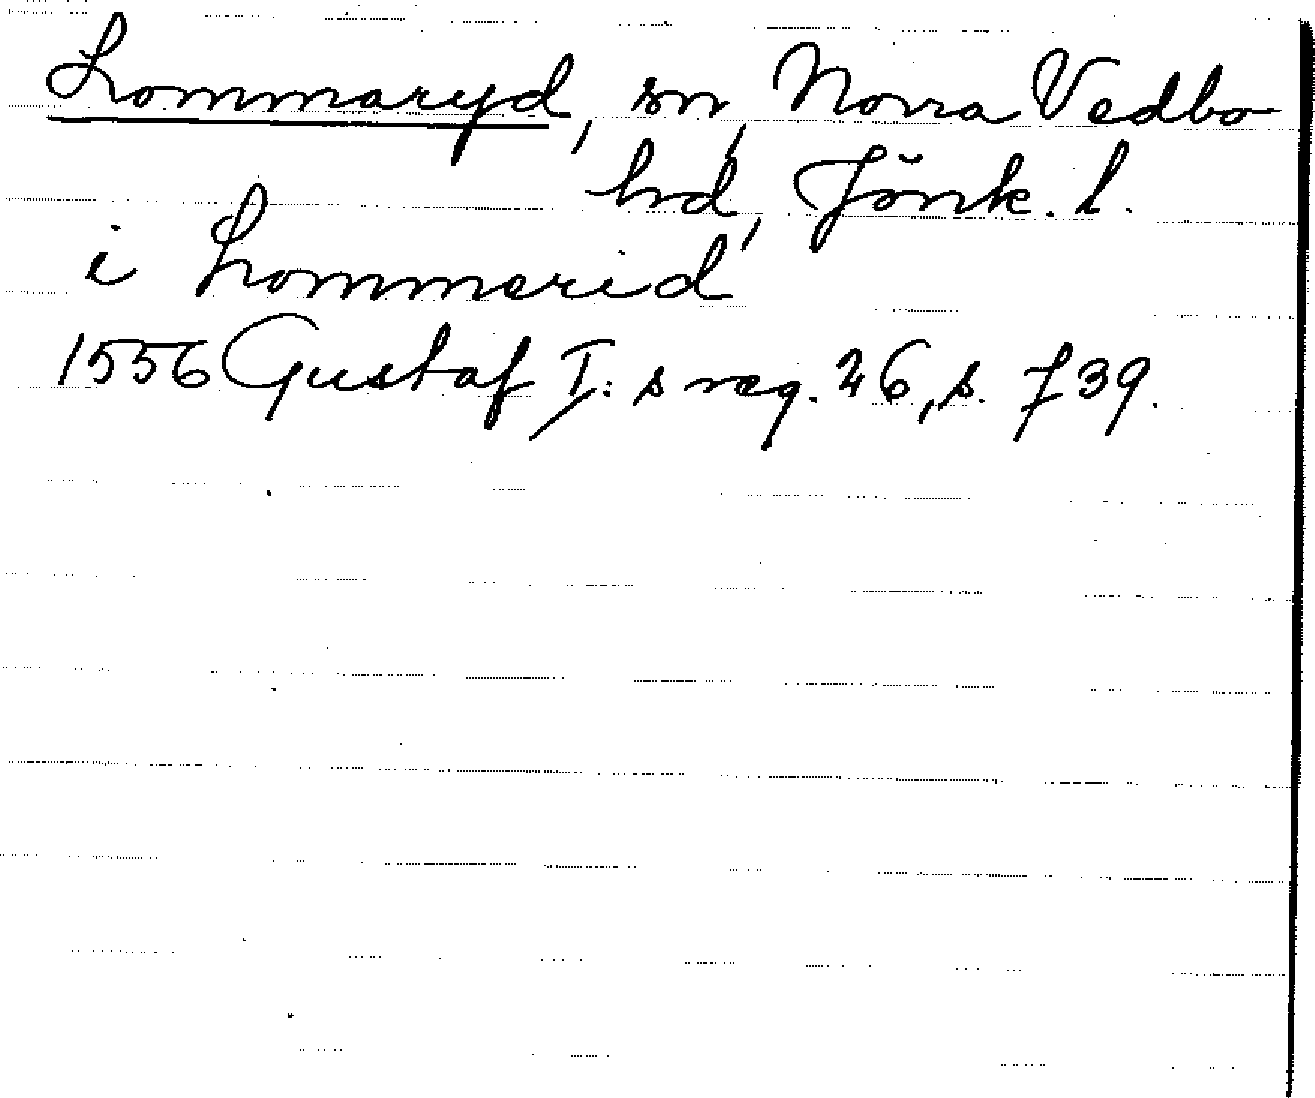 Lommaryd, sn, Norra Vedbo
hd, Jönk. l.
i Lommerid
1556 Gustaf I: s reg. 26, s. 739.